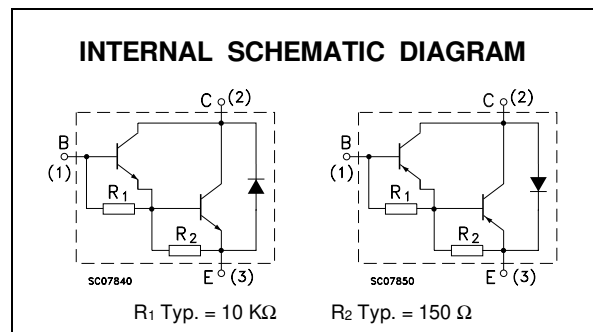 INTERNAL SCHEMATIC DIAGRAM
C (2)
B
(1)
R1
R2
E (3)
SC07840
C (2)
B
(1)
R1
R2
E (3)
SC07850
R1 Typ. = 10 KΩ R2 Typ. = 150 Ω